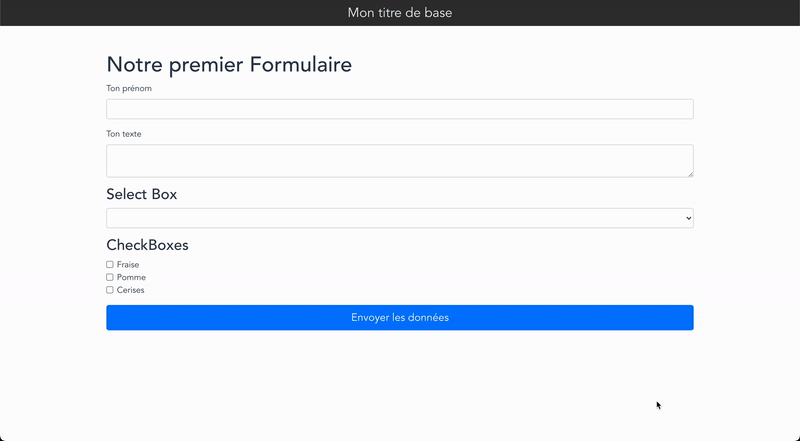 Mon titre de base
Notre premier Formulaire
Ton prénom
Ton texte
Select Box
CheckBoxes
Fraise
Pomme
Cerises
Envoyer les données